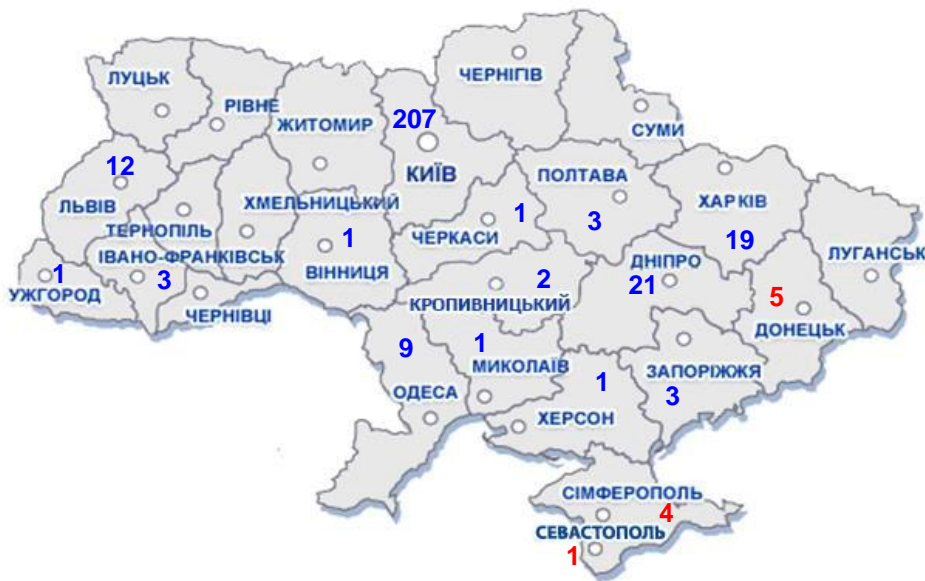 ЧЕРНІГІВ
ЛУЦЬК
РІВНЕ
207
ЖИТОМИР
СУМИ
12
КИЇВ
ПОЛТАВА
ХАРКІВ
ЛЬВІВ
ХМЕЛЬНИЦЬКИЙ
1
3
ТЕРНОПІЛЬ
1
ЧЕРКАСИ
19
ІВАНО-ФРАНКІВСЬК
ЛУГАНСЬК
ВІННИЦЯ
ДНІПРО
1
3
2
21
5
УЖГОРОД
КРОПИВНИЦЬКИЙ
ЧЕРНІВЦІ
ДОНЕЦЬК
9
1
МИКОЛАЇВ
ЗАПОРІЖЖЯ
1
3
ОДЕСА
ХЕРСОН
СІМФЕРОПОЛЬ
4
СЕВАСТОПОЛЬ
1